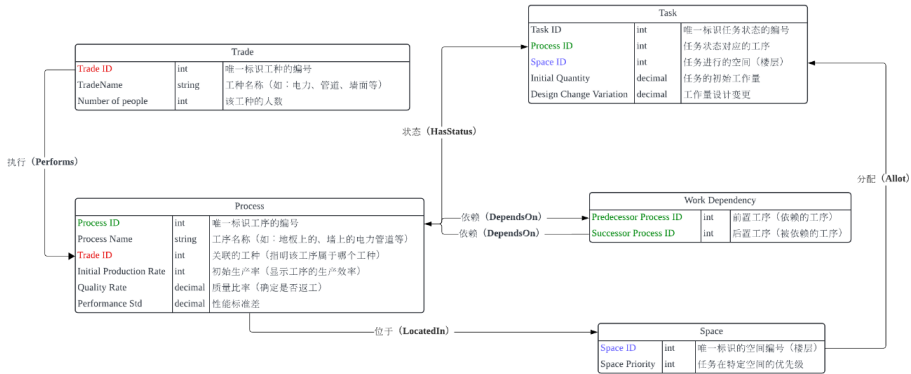 Task
Task ID int 唯一标识任务状态的编号
Process ID int 任务状态对应的工序
Space ID int 任务进行的空间（楼层）
Initial Quantity decimal 任务的初始工作量
Design Change Variation decimal 工作量设计变更
Trade
Trade ID int 唯一标识工种的编号
TradeName string 工种名称（如：电力、管道、墙面等）
Number of people int 该工种的人数
状态（HasStatus）
执行（Performs）
分配（Allot）
Process
Process ID int 唯一标识工序的编号
Process Name string 工序名称（如：地板上的、墙上的电力管道等）
Trade ID int 关联的工种（指明该工序属于哪个工种）
Initial Production Rate int 初始生产率（显示工序的生产效率）
Quality Rate decimal 质量比率（确定是否返工）
Performance Std decimal 性能标准差
依赖（DependsOn）
依赖（DependsOn）
Work Dependency
Predecessor Process ID int 前置工序（依赖的工序）
Successor Process ID int 后置工序（被依赖的工序）
位于（LocatedIn）
Space
Space ID int 唯一标识的空间编号（楼层）
Space Priority int 任务在特定空间的优先级